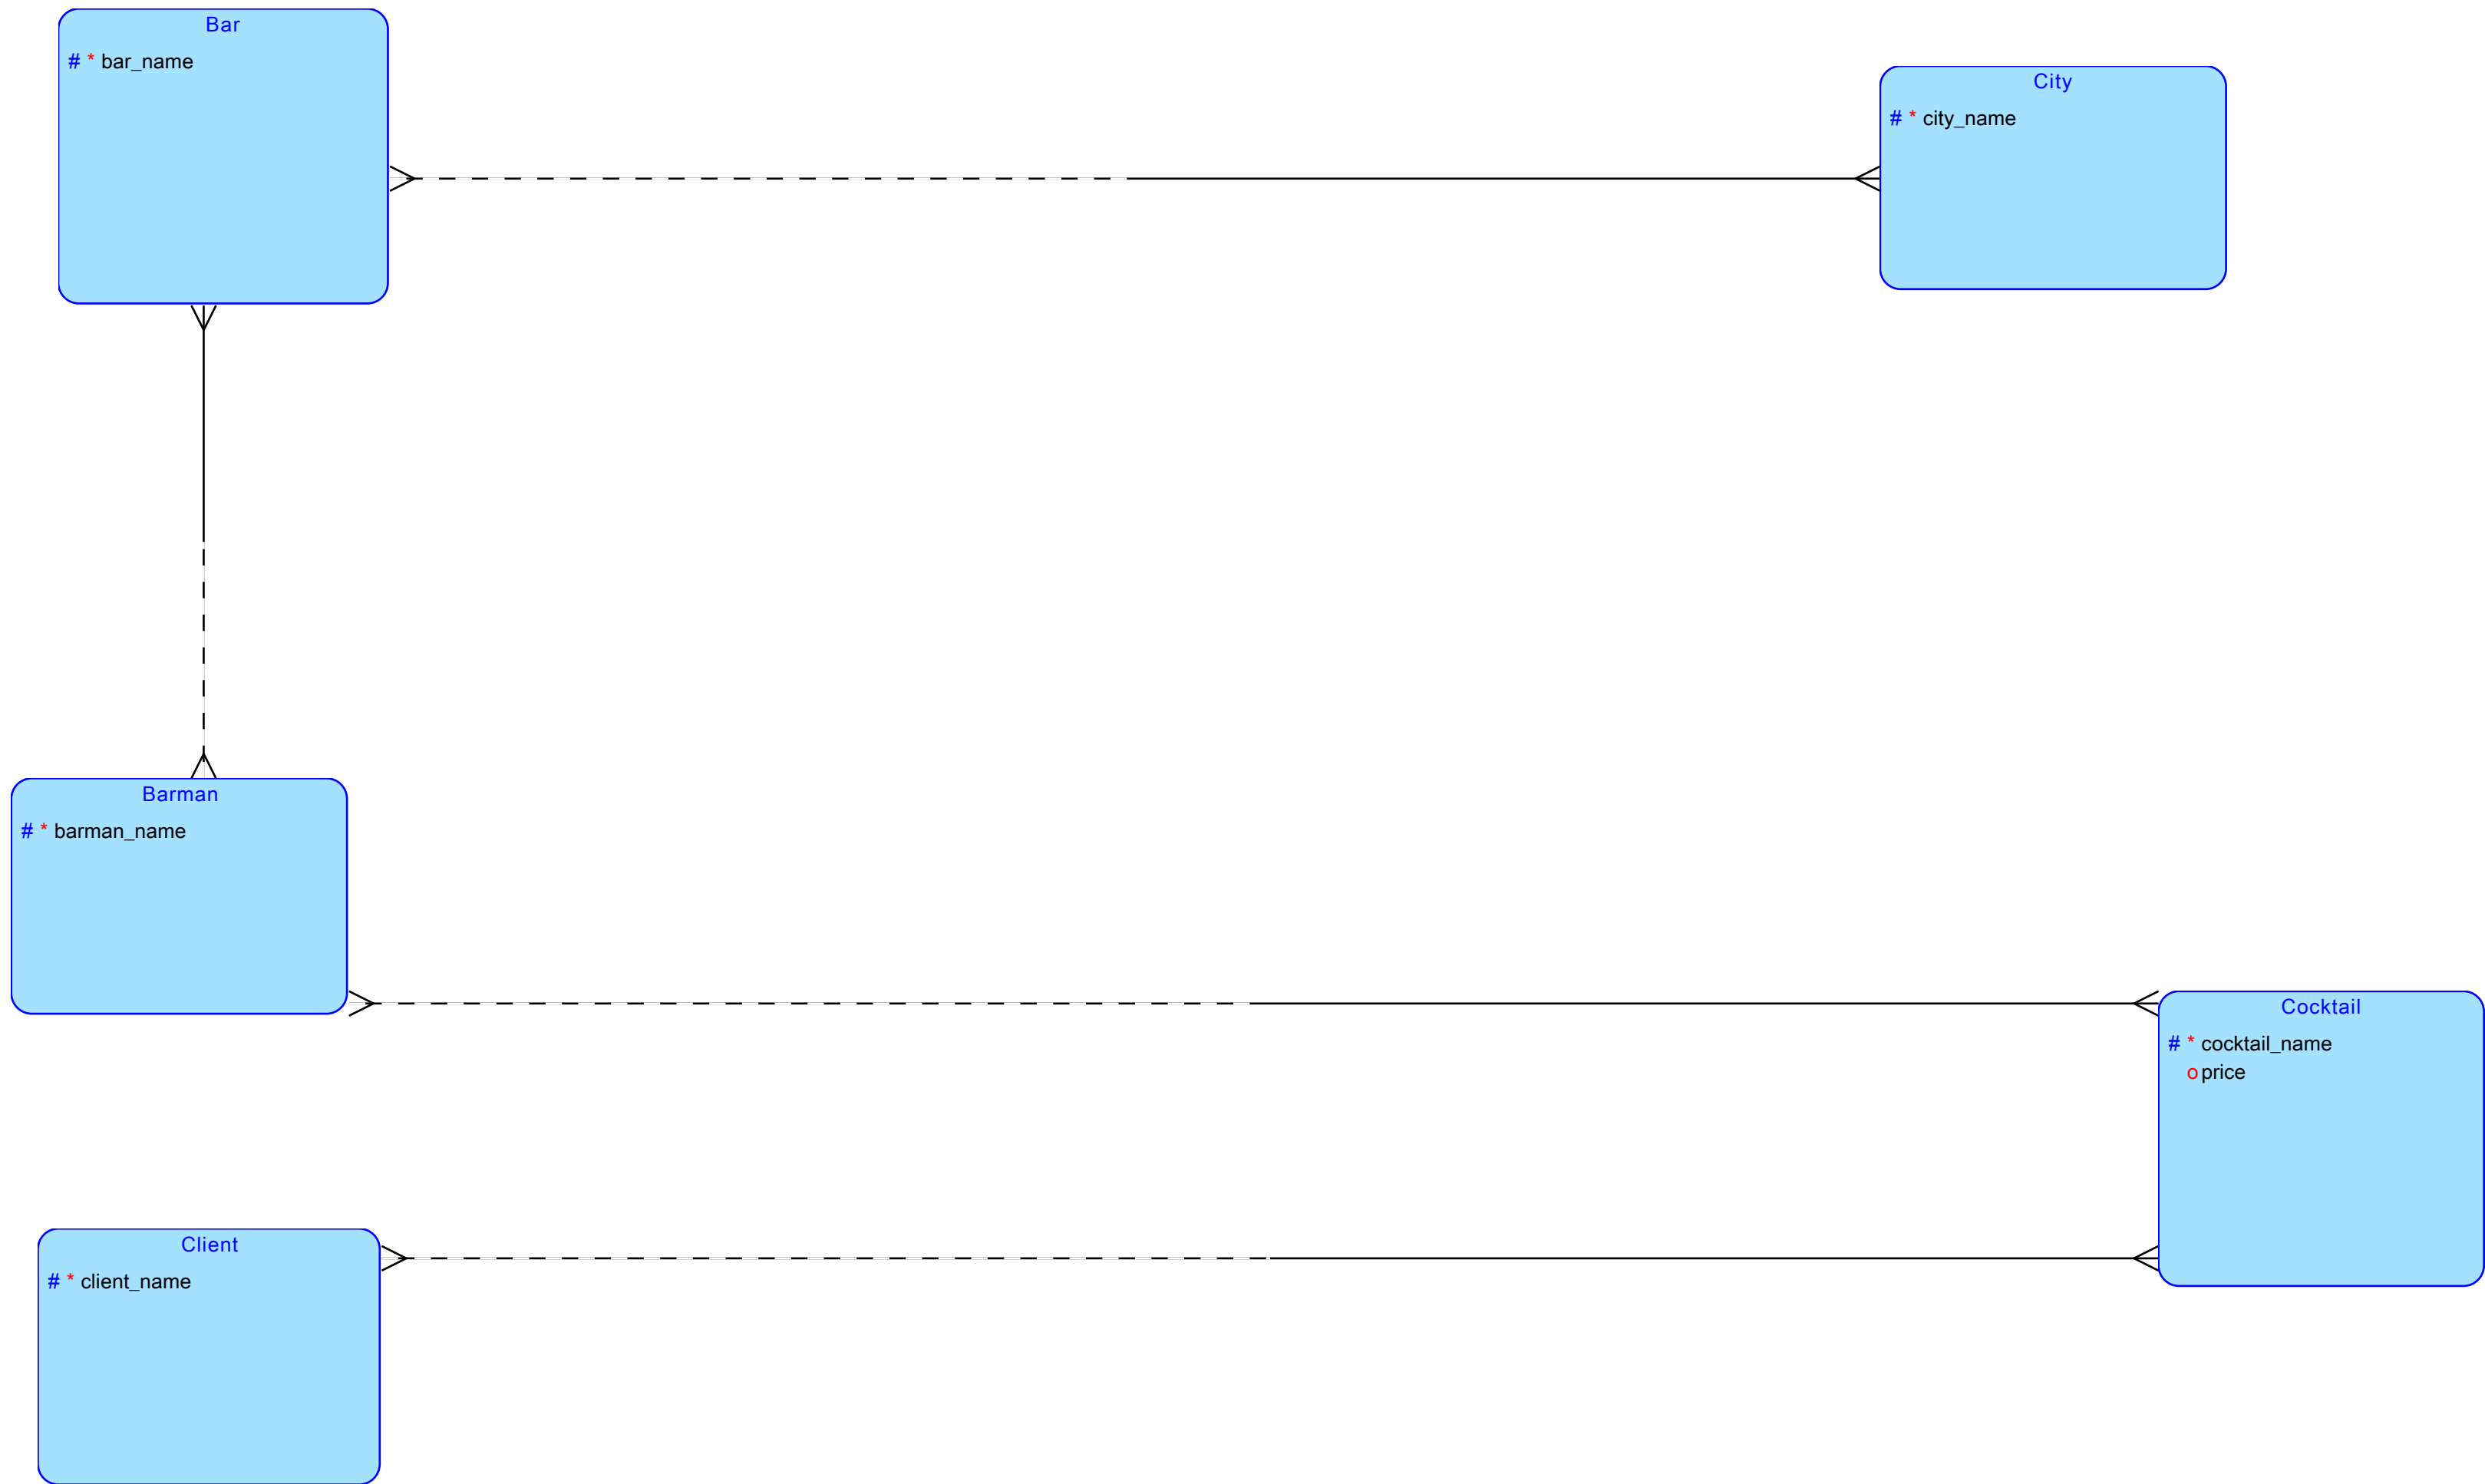 Bar
# * bar_name
City
# * city_name
Barman
# * barman_name
Cocktail
# * cocktail_name
o price
Client
# * client_name